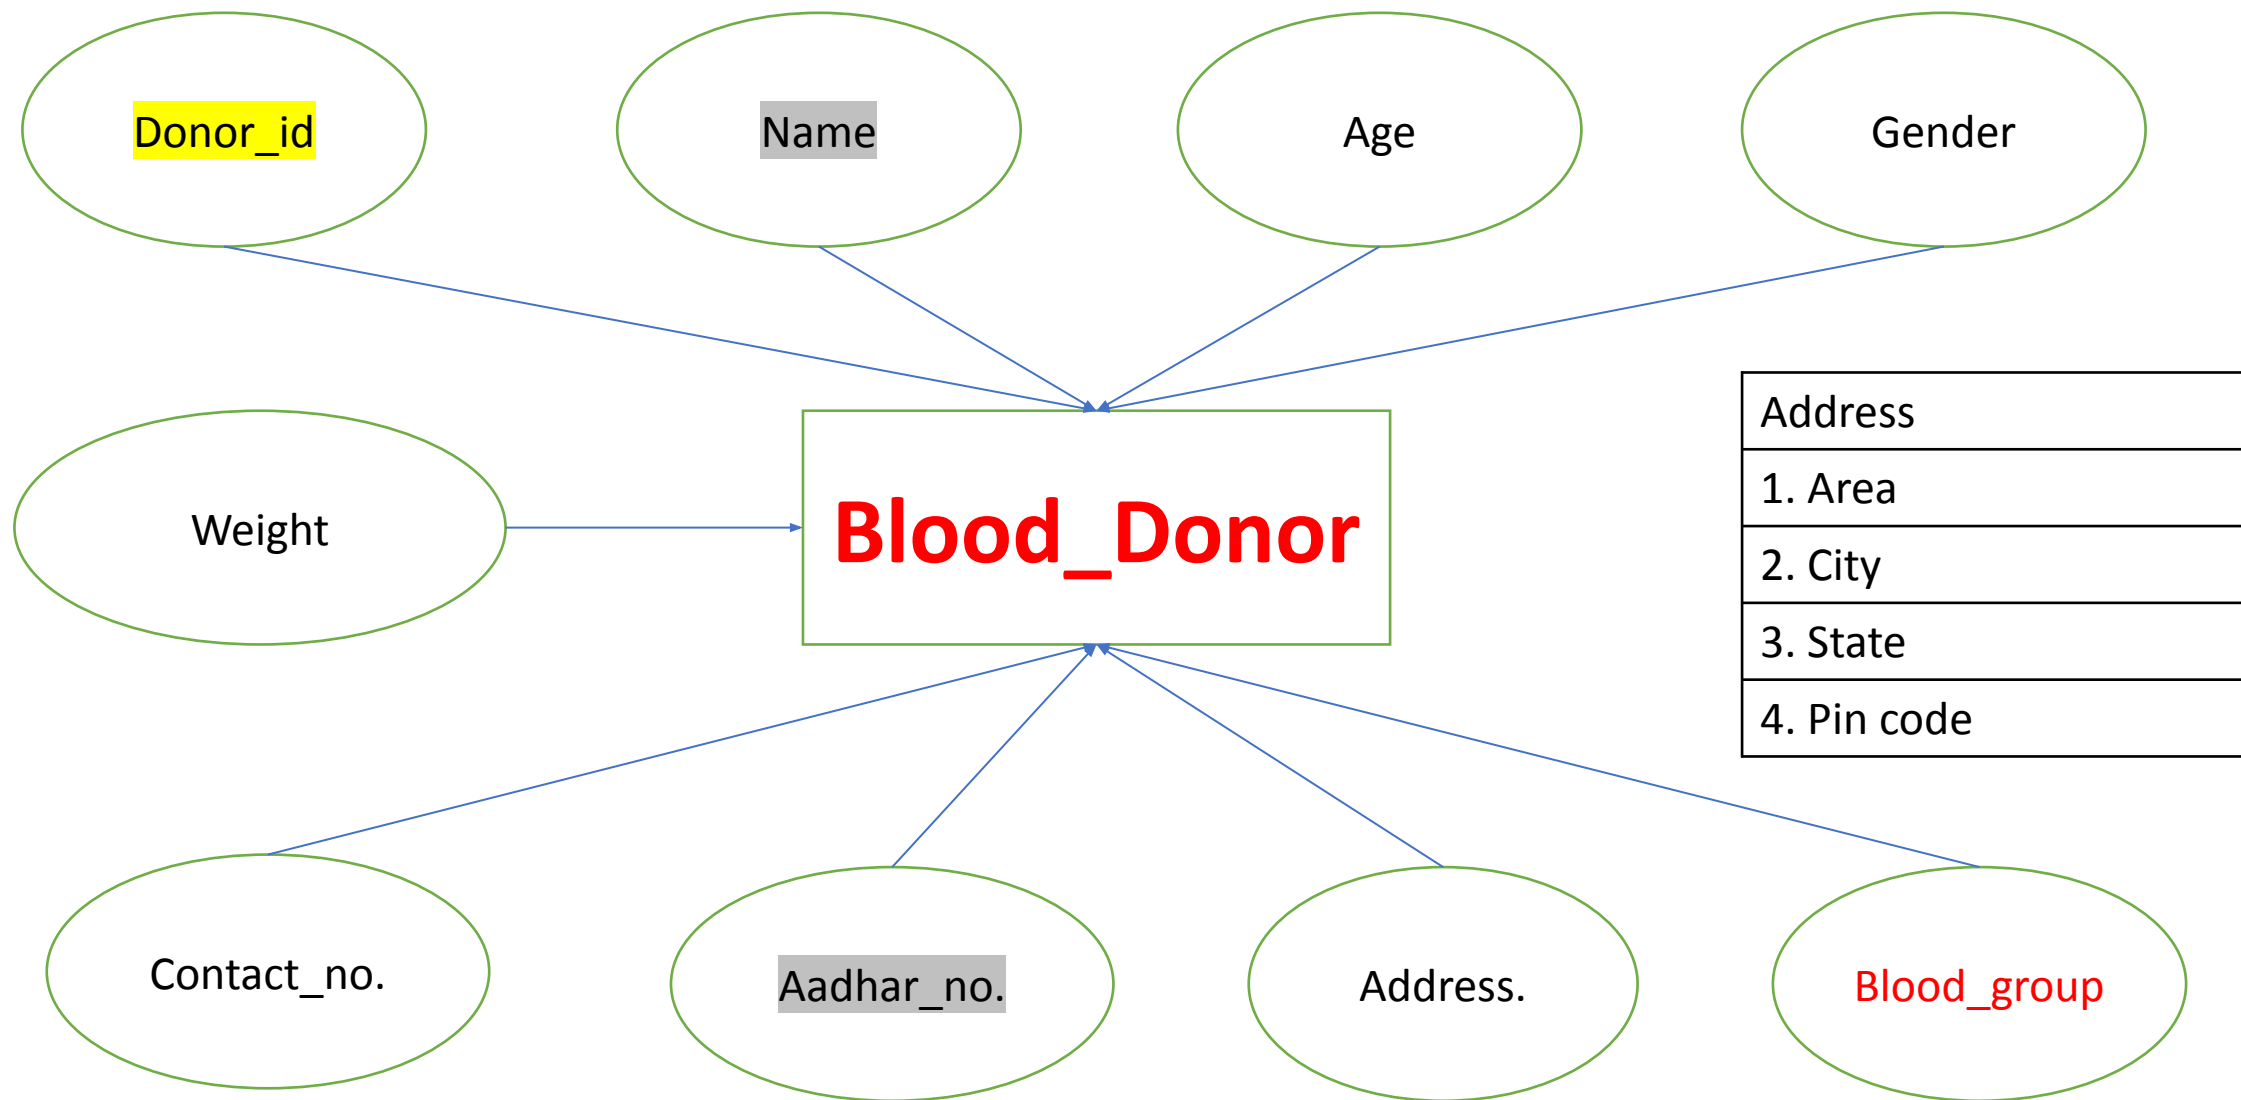 Donor_id
Name
Age
Gender
Weight
Blood_Donor
Address
1. Area
2. City
3. State
4. Pin code
Contact_no.
Aadhar_no.
Address.
Blood_group